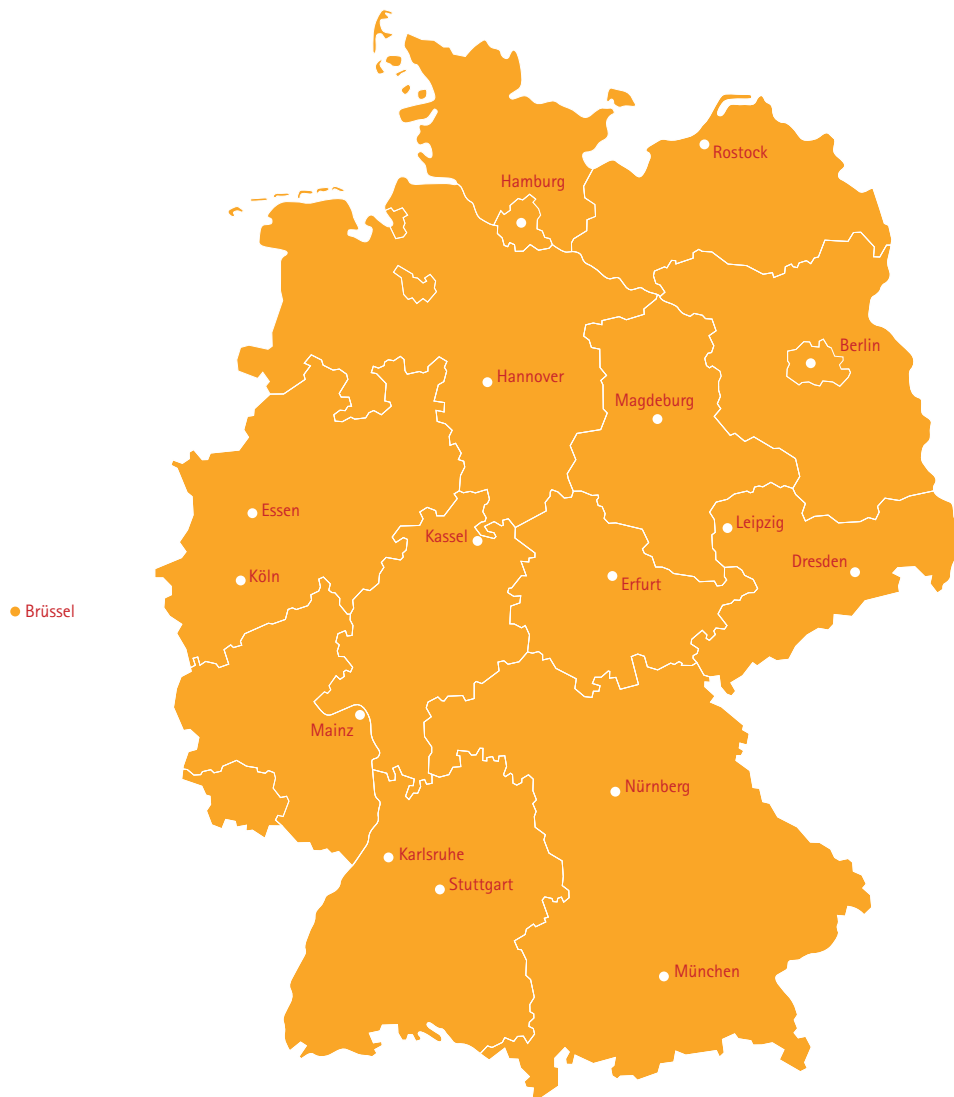 Rostock
Hamburg
Berlin
Hannover
Magdeburg
Essen
Leipzig
Kassel
Dresden
Köln
Erfurt
Brüssel
Mainz
Nürnberg
Karlsruhe
Stuttgart
München